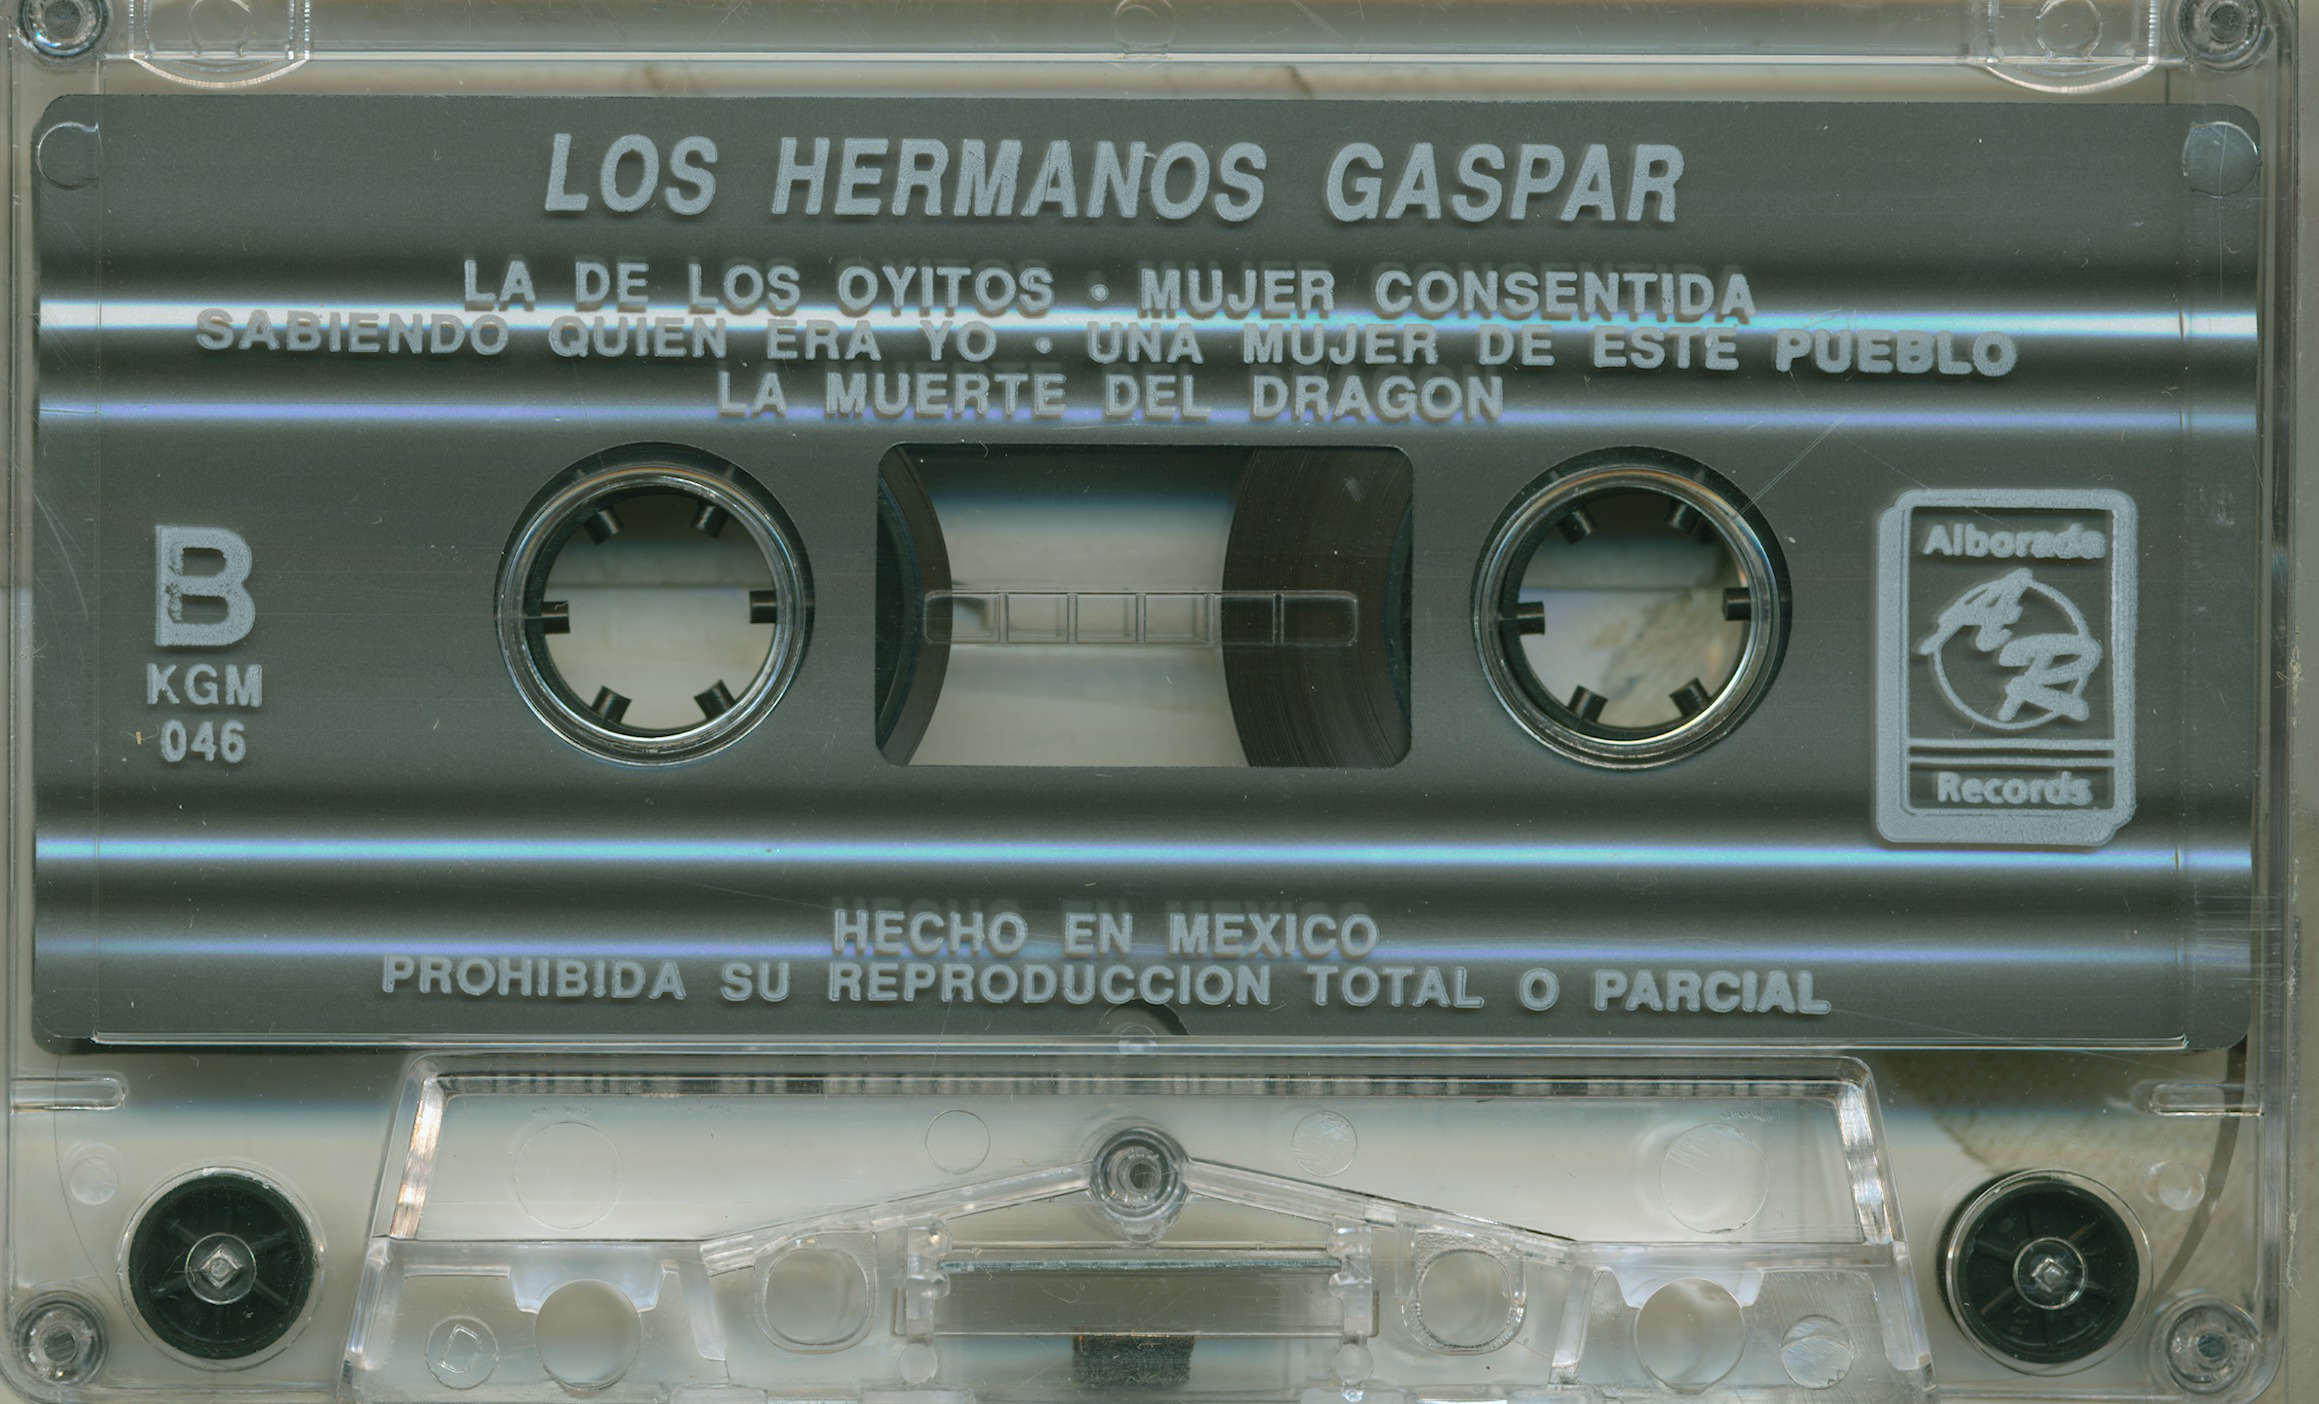 LOS HERMANOS GASPAR
LA DE LOS OYITOS • MUJER CONSENTIDA
SABIENDO QUIEN ERA YO • UNA MUJER DE ESTE PUEBLO
LA MUERTE DEL DRAGON
B
KGM
046
Alborada
AR
Records
HECHO EN MEXICO
PROHIBIDA SU REPRODUCCION TOTAL O PARCIAL